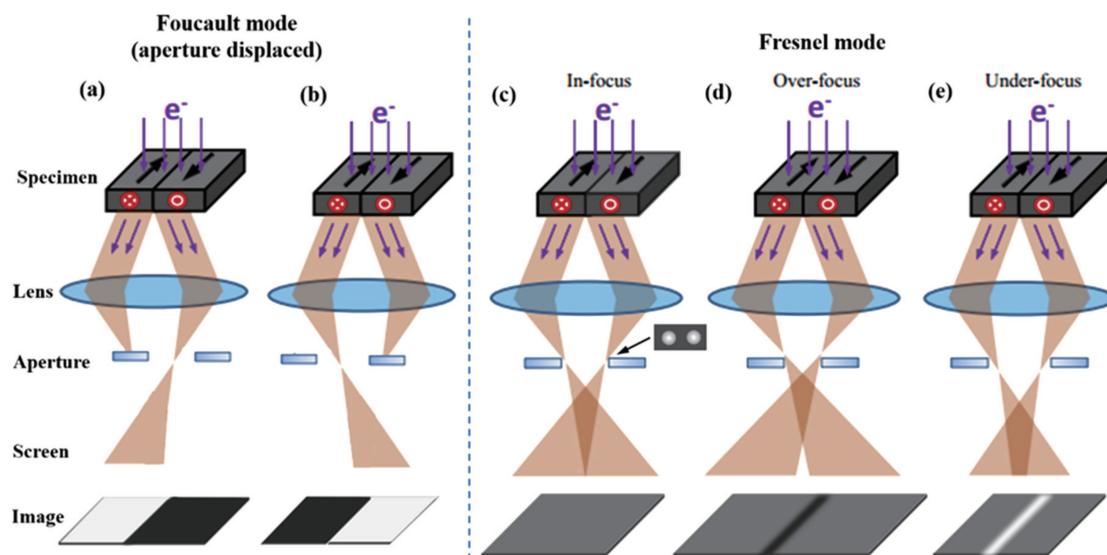 Foucault mode
(aperture displaced)
Fresnel mode
(a)
(b)
(c)
In-focus
(d)
Over-focus
(e)
Under-focus
e-
e-
e-
e-
e-
Specimen
Lens
Aperture
Screen
Image